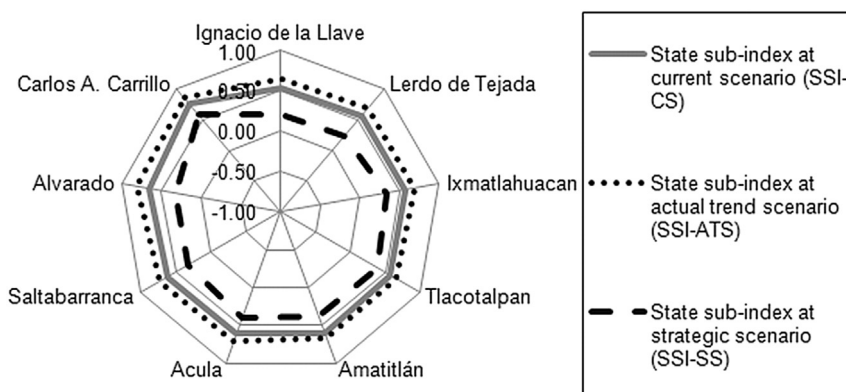 Ignacio de la Llave
1.00
Carlos A. Carrillo
0.50
Lerdo de Tejada
0.00
Alvarado
-0.50
Ixmatlahuacan
-1.00
Saltabarranca
Tlacotalpan
Acula
Amatitlán
State sub-index at
current scenario (SSI-
CS)
State sub-index at
actual trend scenario
(SSI-ATS)
State sub-index at
strategic scenario
(SSI-SS)